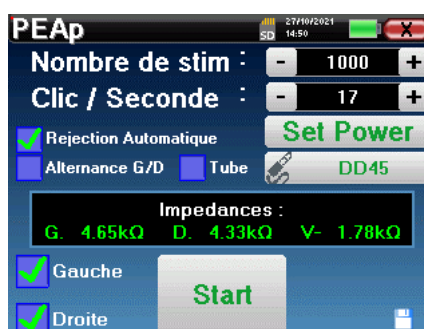 PEAp
SD
27/10/2021
14:50
X
Nombre de stim : - 1000 +
Clic / Seconde : - 17 +
Rejection Automatique
Set Power
Alternance G/D
Tube
DD45
Impedances :
G. 4.65kΩ D. 4.33kΩ V- 1.78kΩ
Gauche
Start
Droite